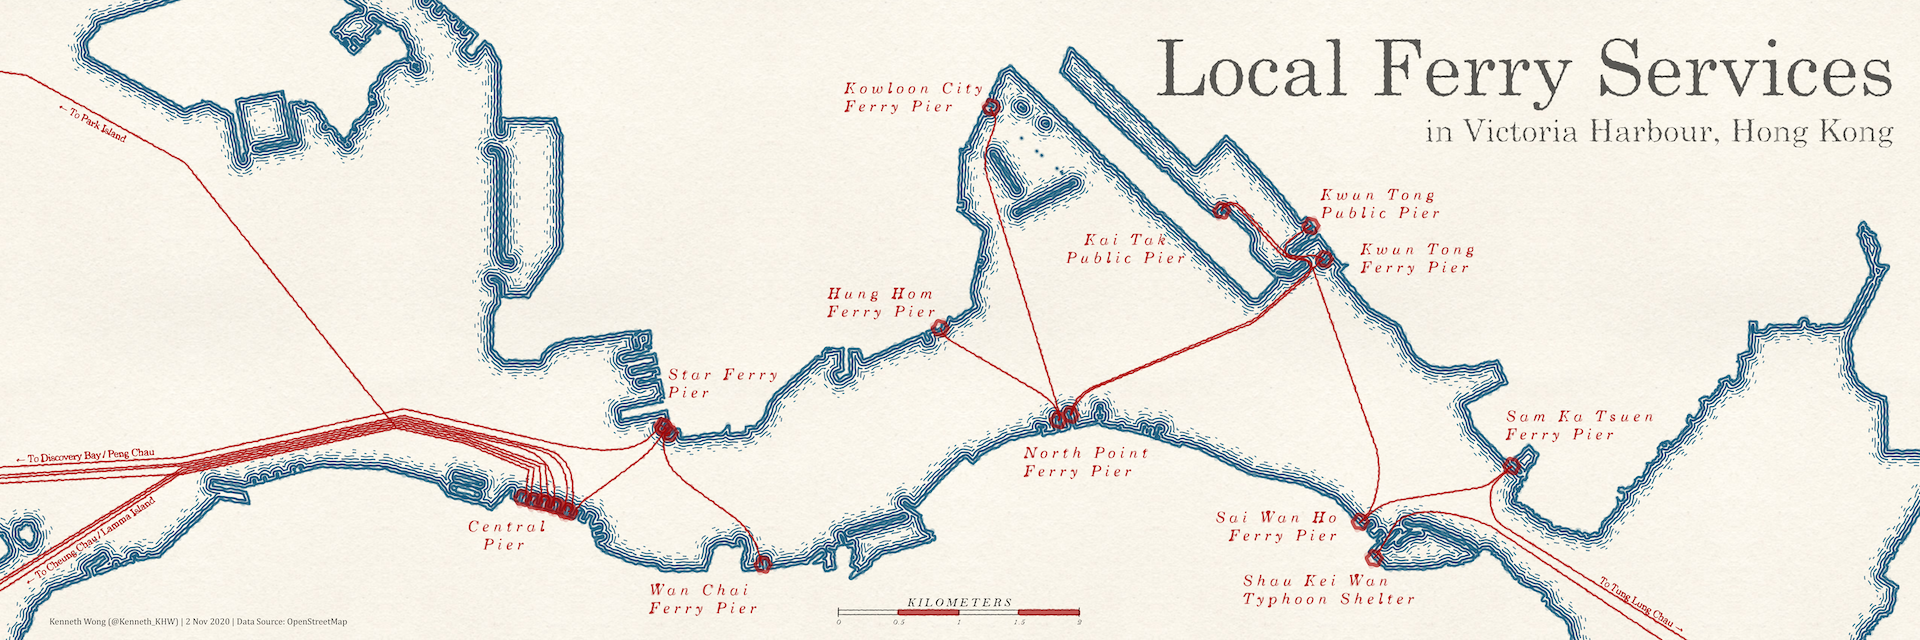 Local Ferry Services
in Victoria Harbour, Hong Kong
Kowloon City
Ferry Pier
← To Park Island
Kwun Tong
Public Pier
Kai Tak
Public Pier
Kwun Tong
Ferry Pier
Hung Hom
Ferry Pier
Star Ferry
Pier
Sam Ka Tsuen
Ferry Pier
← To Discovery Bay / Peng Chau
North Point
Ferry Pier
← To Cheung Chau / Lamma Island
Central
Pier
Sai Wan Ho
Ferry Pier
Wan Chai
Ferry Pier
Shau Kei Wan
Typhoon Shelter
To Tung Lung Chau →
KILOMETERS
0 0.5 1 1.5 2
Kenneth Wong (@Kenneth_KHW) | 2 Nov 2020 | Data Source: OpenStreetMap